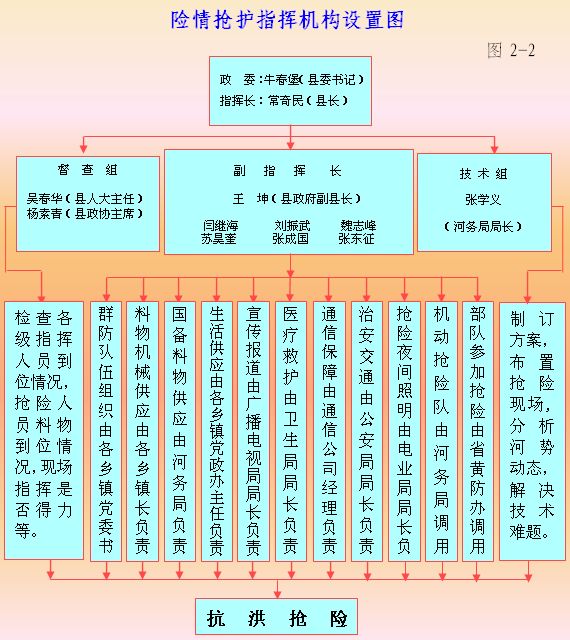 险情抢护指挥机构设置图
图 2-2
政 委：牛春堡（县委书记）
指挥长：常奇民（县长）
督 查 组
吴春华（县人大主任）
杨素青（县政协主席）
副 指 挥 长
王 坤（县政府副县长）
闫继海 刘振武 魏志峰
苏昊奎 张成国 张东征
技 术 组
张学义
（河务局局长）
检查各
级指挥
人员到
位情况，
抢险人
员料物
到位情
况，现场
指挥是
否得力
等。
群防队伍组织由各乡镇党委书
料物机械供应由各乡镇长负责
国备料物供应由河务局负责
生活供应由各乡镇党政办主任负责
宣传报道由广播电视局局长负责
医疗救护由卫生局局长负责
通信保障由通信公司经理负责
治安交通由公安局局长负责
抢险夜间照明由电业局局长负
机动抢险队由河务局调用
部队参加抢险由省黄防办调用
制订
方案，
布置
抢险
现场，
分析
河势
动态，
解决
技术
难题。
抗 洪 抢 险